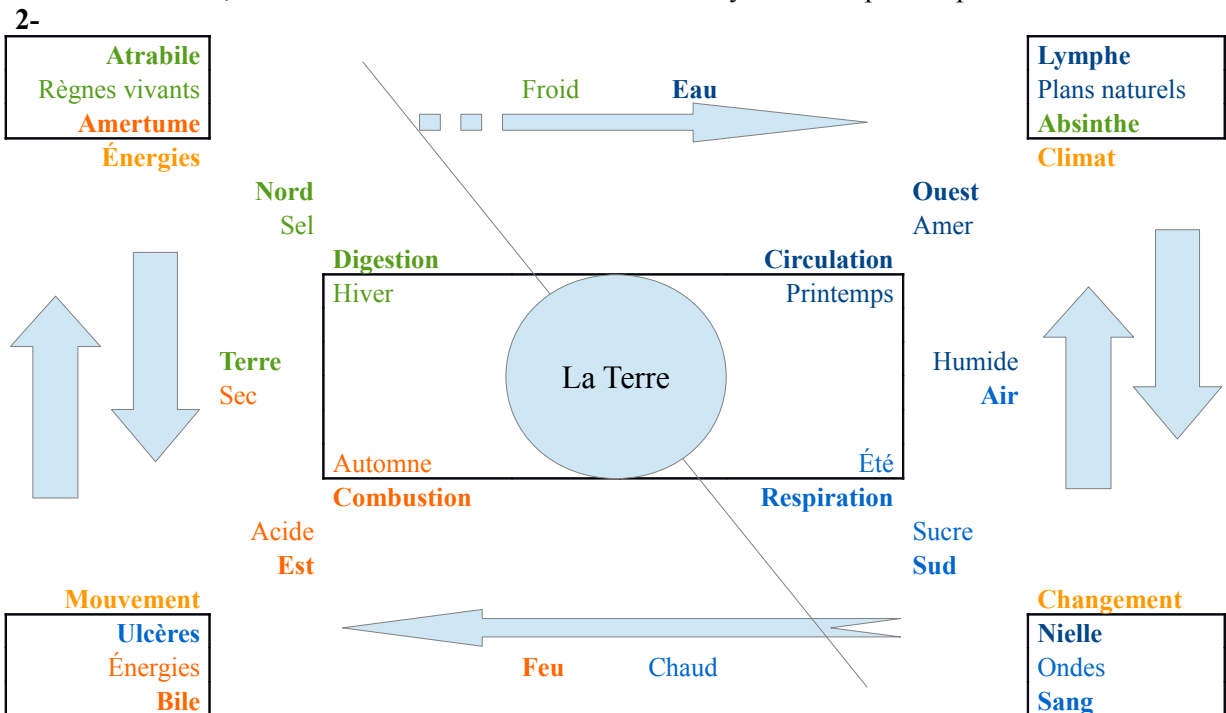 2-
Atrabile
Règnes vivants
Amertume
Énergies
Froid Eau
Lymphe
Plans naturels
Absinthe
Climat
Nord
Sel
Ouest
Amer
Digestion
Hiver
Circulation
Printemps
Terre
Sec
La Terre
Humide
Air
Automne
Combustion
Été
Respiration
Acide
Est
Sucre
Sud
Mouvement
Ulcères
Énergies
Bile
Feu Chaud
Changement
Nielle
Ondes
Sang